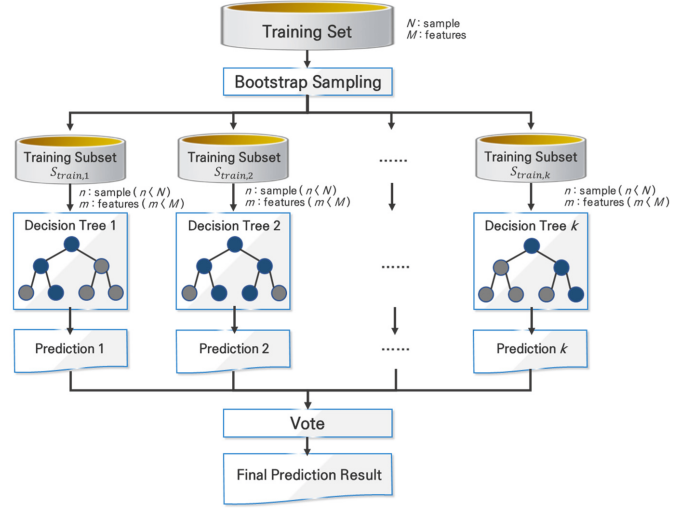 Training Set
N : sample
M : features
Bootstrap Sampling
Training Subset
S_train,1
Training Subset
S_train,2
……
Training Subset
S_train,k
n : sample ( n < N )
m : features ( m < M )
n : sample ( n < N )
m : features ( m < M )
n : sample ( n < N )
m : features ( m < M )
Decision Tree 1
Decision Tree 2
……
Decision Tree k
Prediction 1
Prediction 2
……
Prediction k
Vote
Final Prediction Result